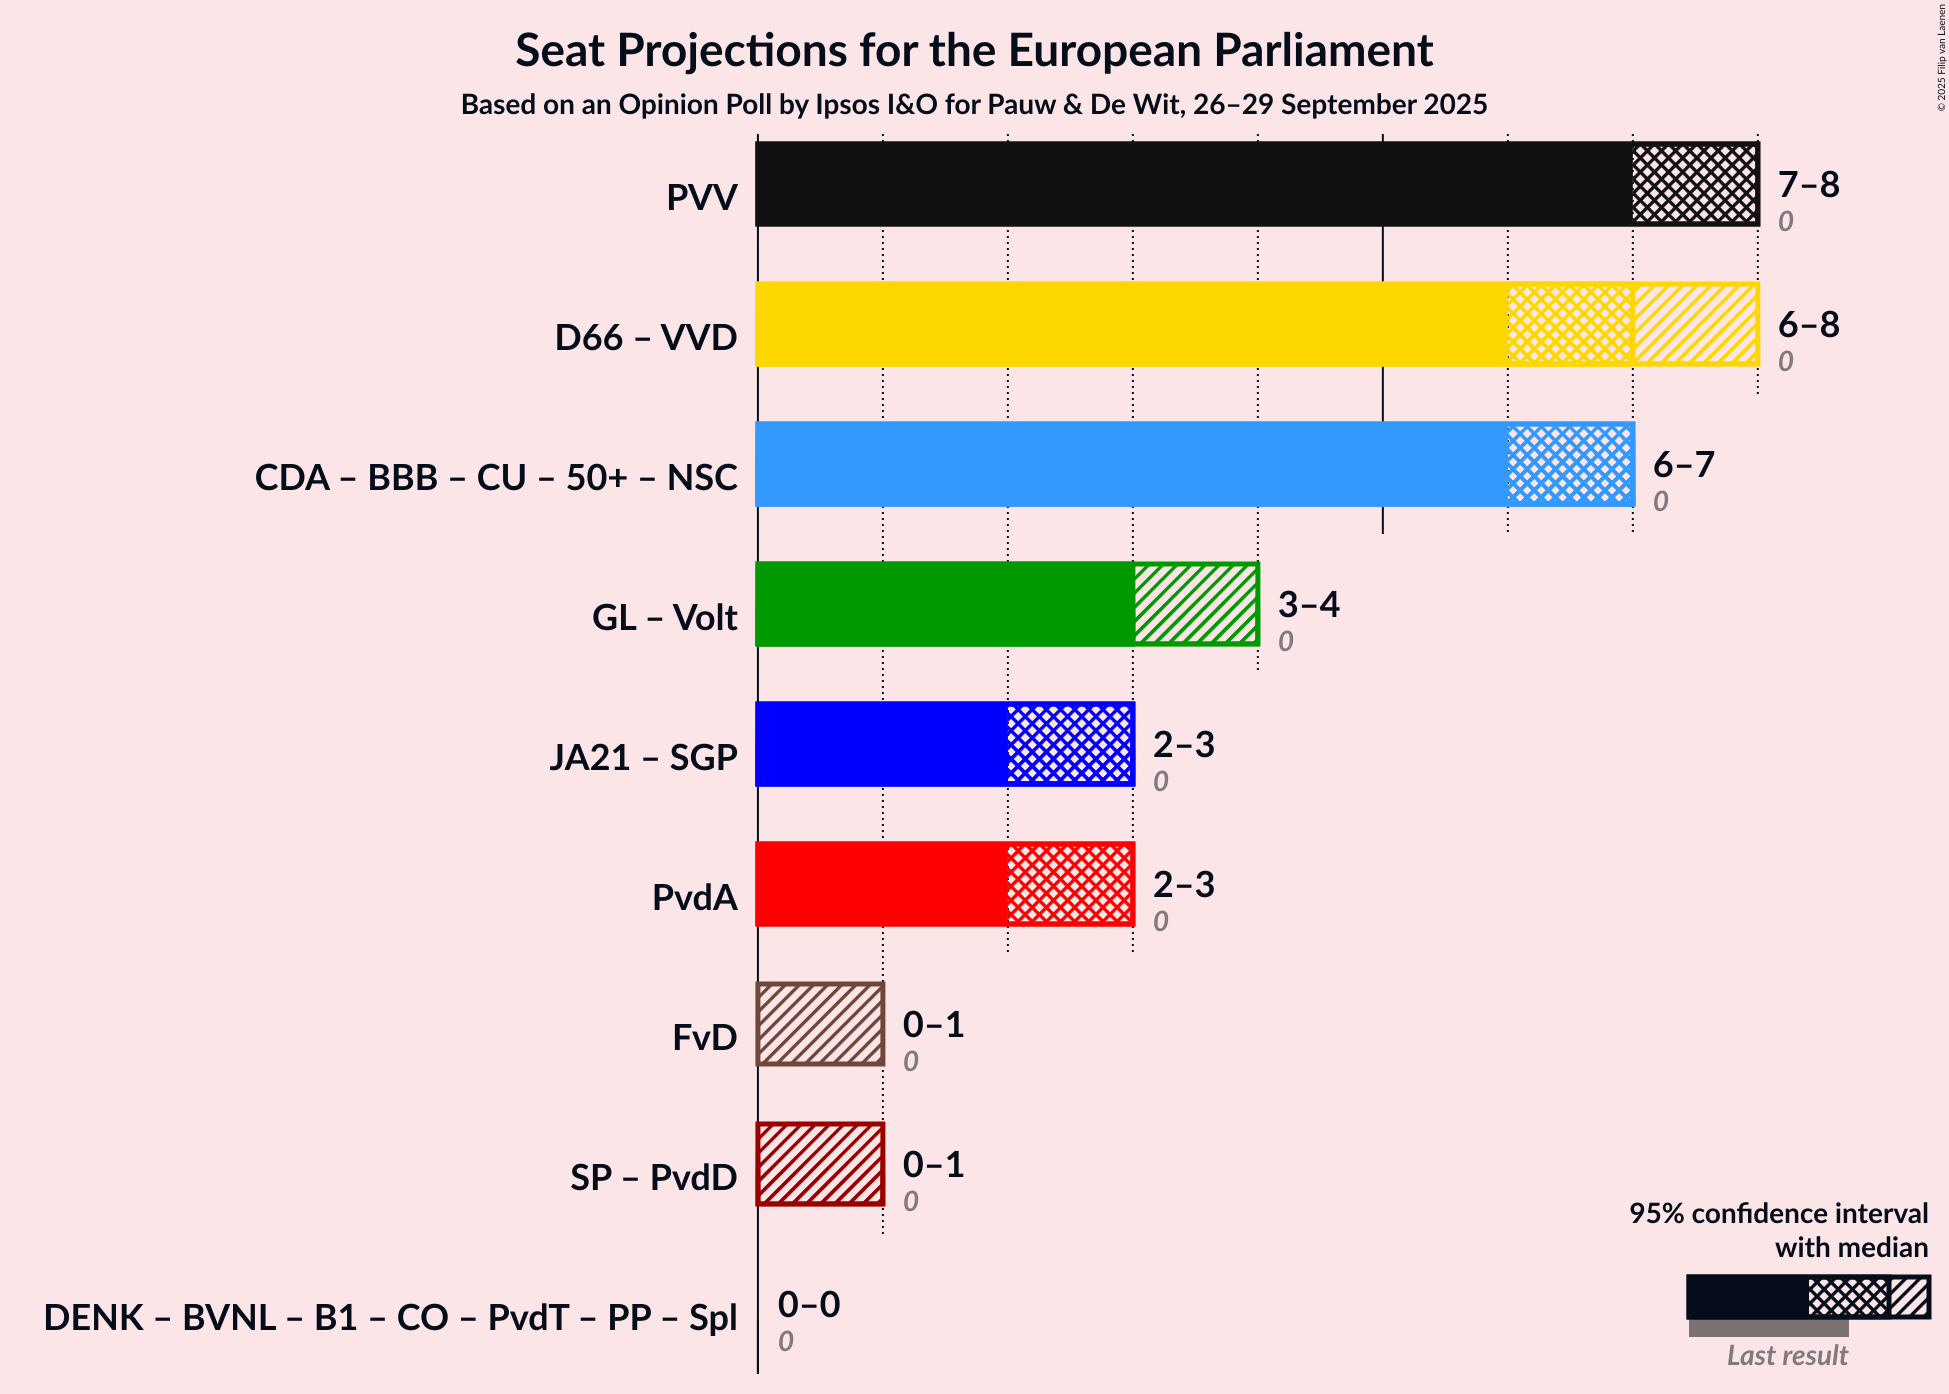 Seat Projections for the European Parliament
Based on an Opinion Poll by Ipsos I&O for Pauw & De Wit, 26–29 September 2025
© 2025 Filip van Laenen
PVV
7–8
0
D66 – VVD
6–8
0
CDA – BBB – CU – 50+ – NSC
6–7
0
GL – Volt
3–4
0
JA21 – SGP
2–3
0
PvdA
2–3
0
FvD
0–1
0
SP – PvdD
0–1
0
DENK – BVNL – B1 – CO – PvdT – PP – Spl
0–0
0
95% confidence interval
with median
Last result